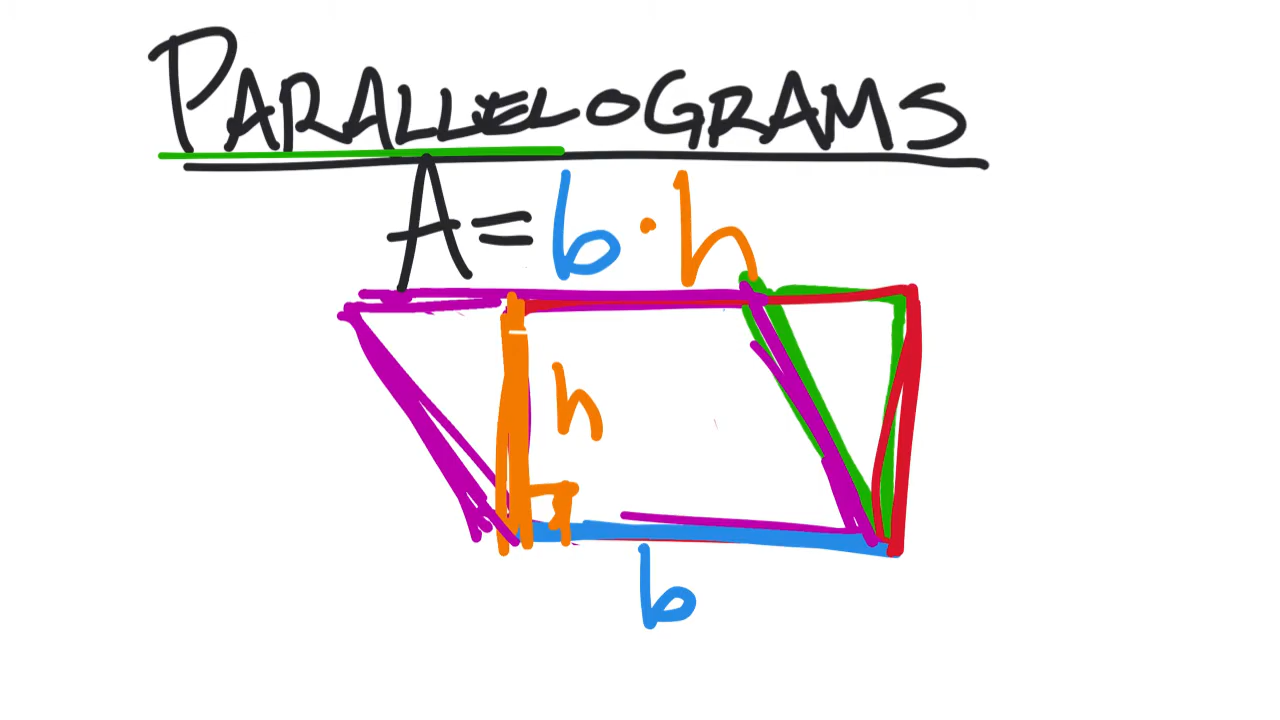 PARALLELOGRAMS
A = b · h
h
b